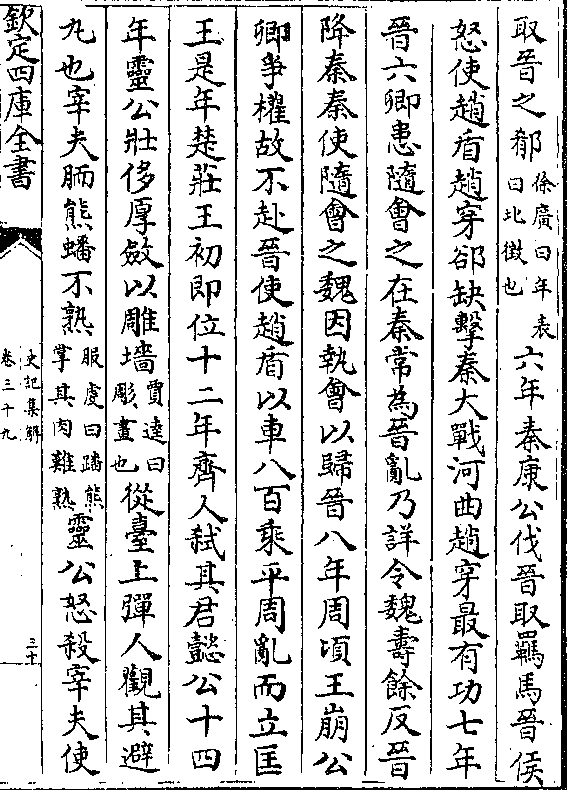 取晉之郁徐廣曰年表曰北徴也六年秦康公伐晉取羈馬晉侯
怒使趙盾趙穿郤缺擊秦大戰河曲趙穿最有功七年
晉六卿患隨會之在秦常為晉亂乃詳令魏壽餘反晉
降秦秦使隨會之魏因執會以歸晉八年周頃王崩公
卿爭權故不赴晉使趙盾以車八百乘平周亂而立匡
王是年楚莊王初即位十二年齊人弑其君懿公十四
年靈公壯侈厚斂以雕墻賈逵曰彫畫也從臺上彈人觀其避
丸也宰夫胹熊蟠不熟服虔曰蹯熊掌其肉難熟靈公怒殺宰夫使
欽定四庫全書
史記集解
卷三十九
三十